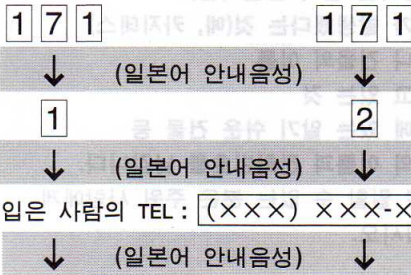 1 7 1 1 7 1
↓ (일본어 안내음성) ↓
1 2
↓ (일본어 안내음성) ↓
입은 사람의 TEL : (×××) ×××-×
↓ (일본어 안내음성) ↓